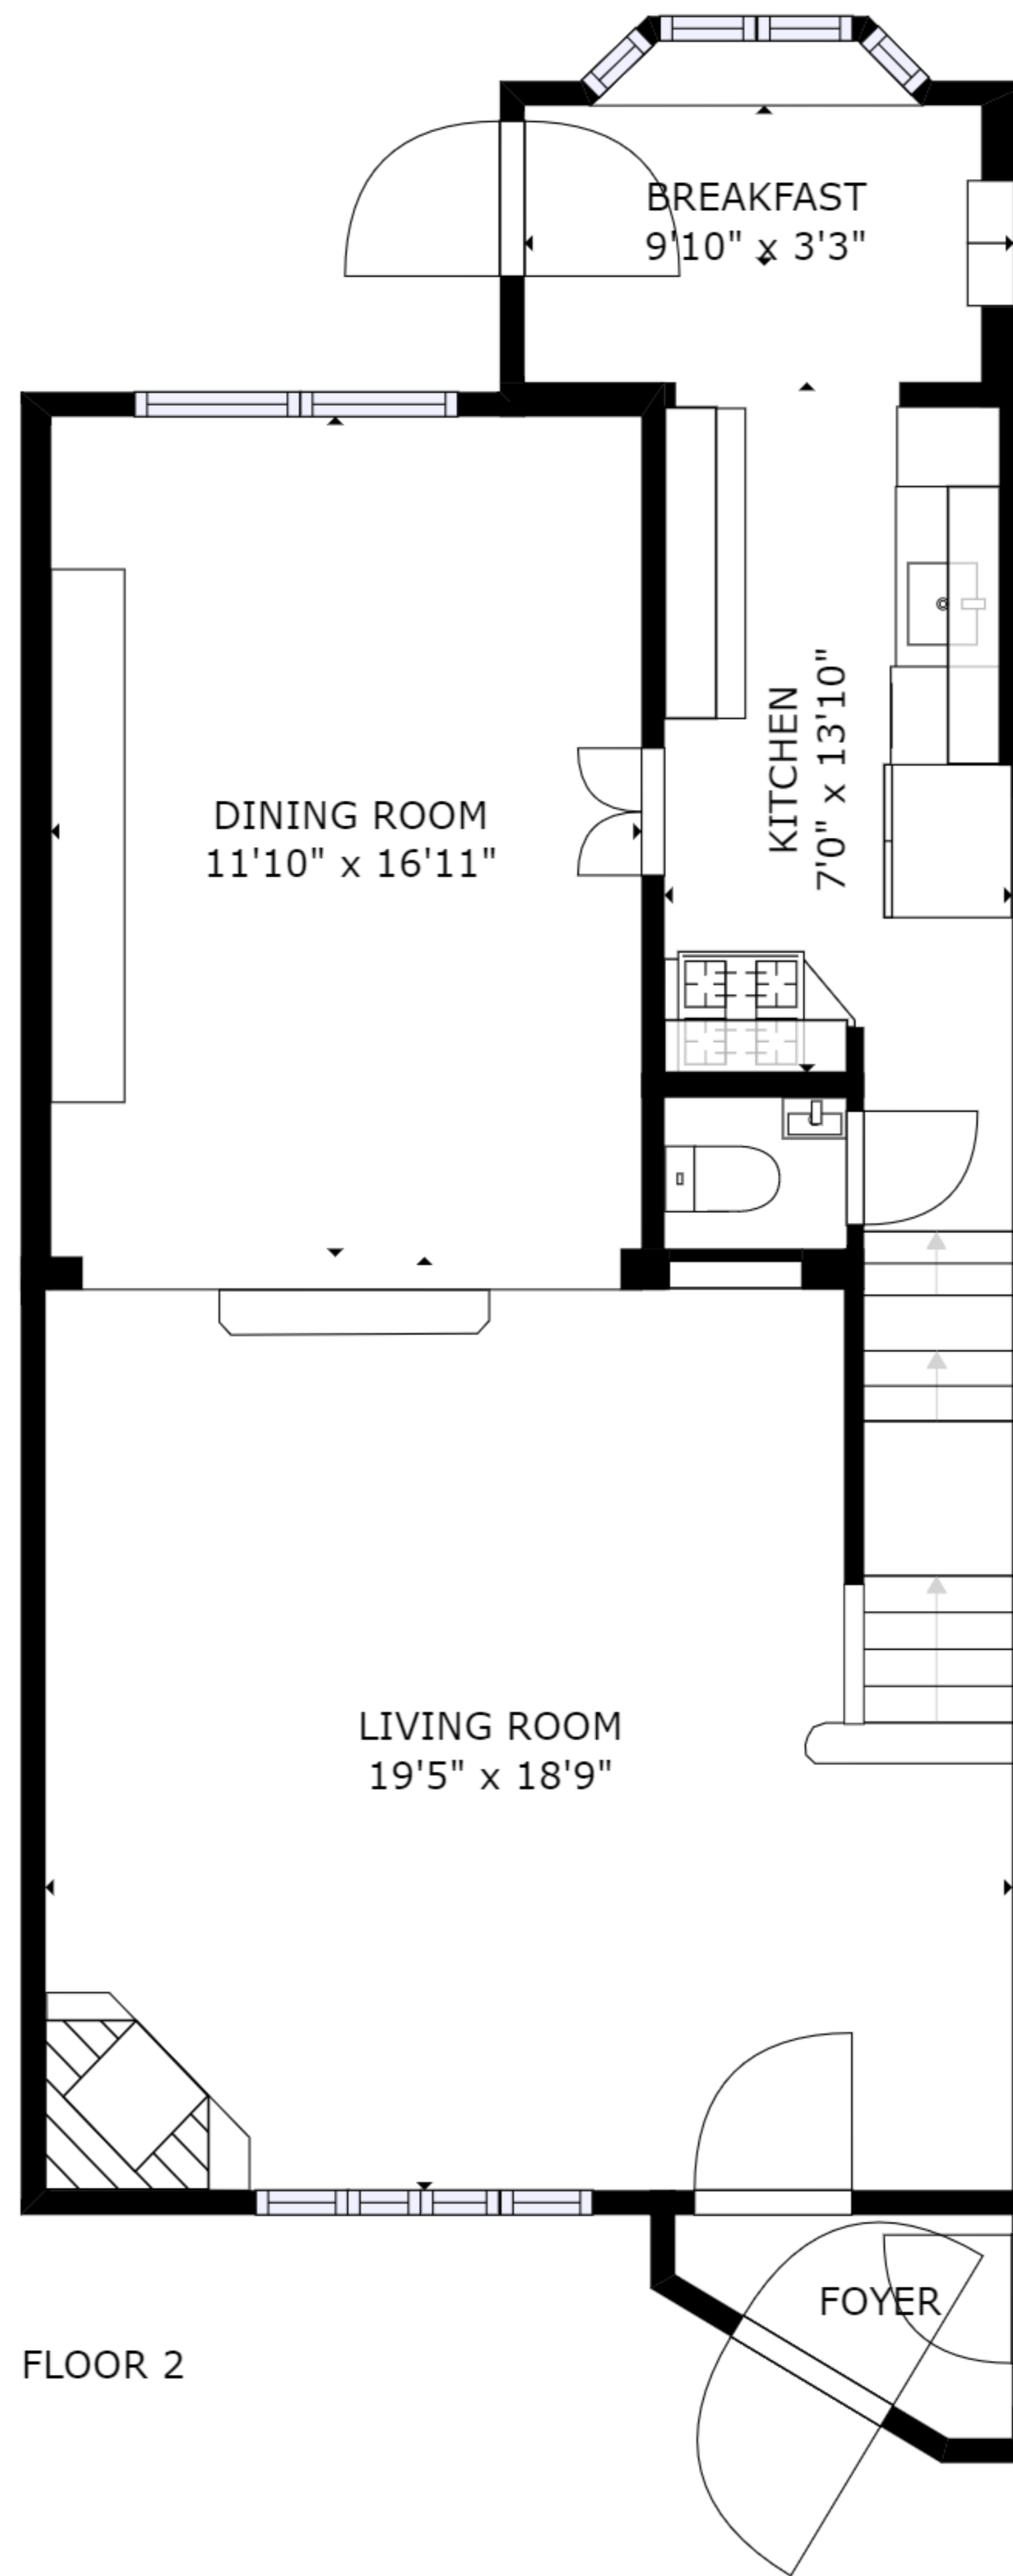 BREAKFAST
9'10" x 3'3"
DINING ROOM
11'10" x 16'11"
KITCHEN
7'0" x 13'10"
LIVING ROOM
19'5" x 18'9"
FOYER
FLOOR 2